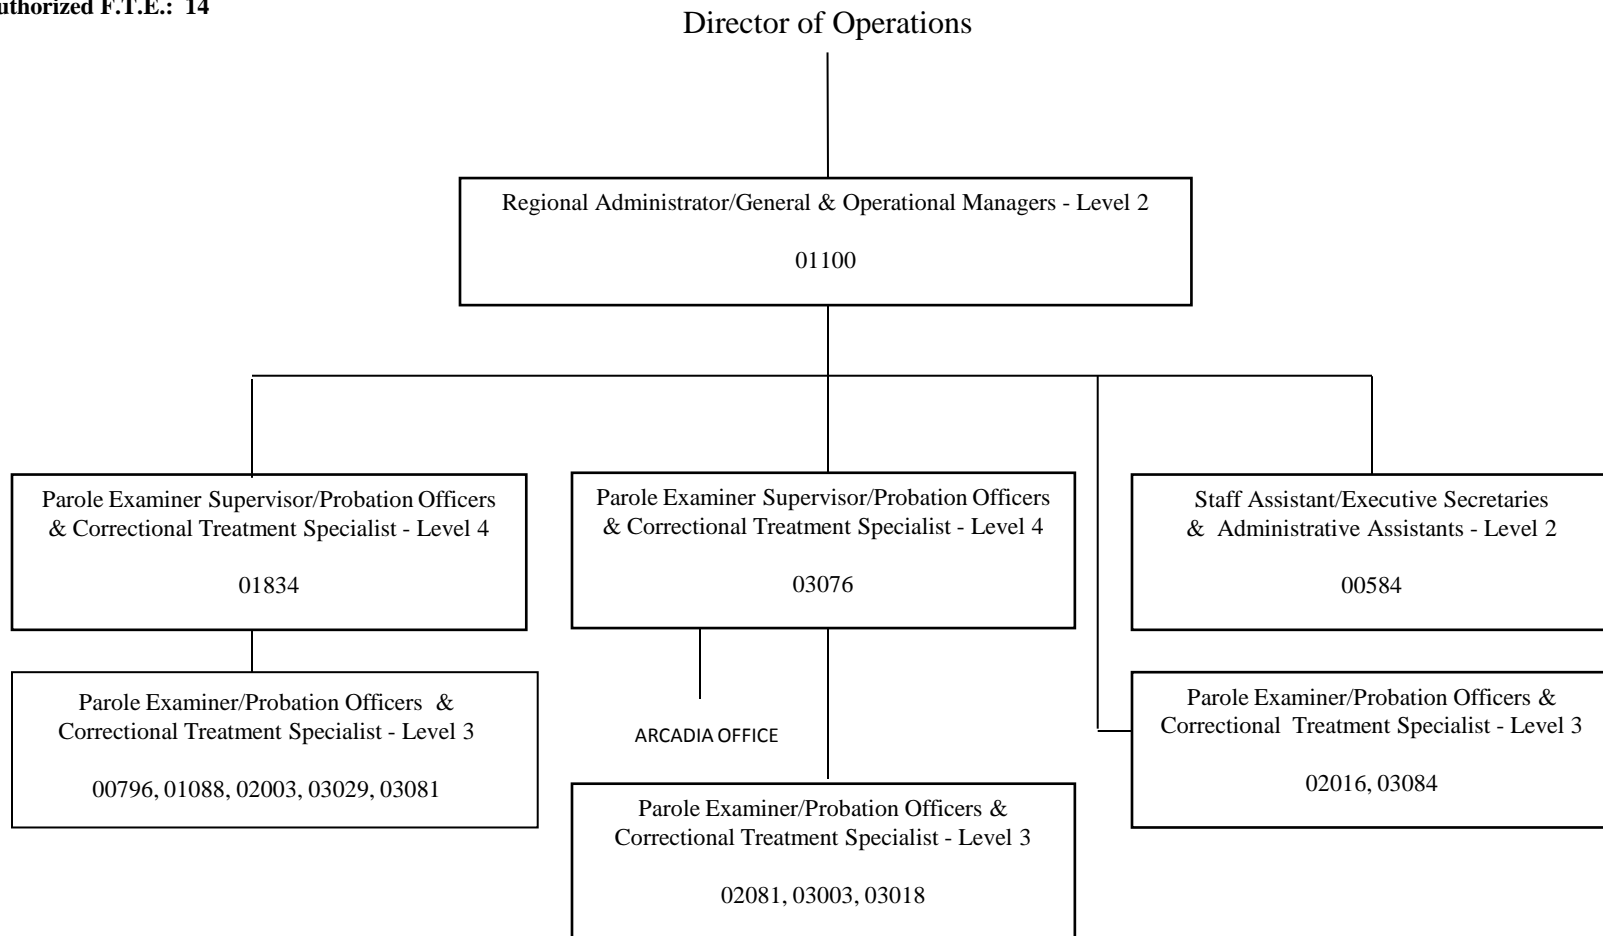 uthorized F.T.E.: 14
Director of Operations
Regional Administrator/General & Operational Managers - Level 2
01100
Parole Examiner Supervisor/Probation Officers
& Correctional Treatment Specialist - Level 4
01834
Parole Examiner Supervisor/Probation Officers
& Correctional Treatment Specialist - Level 4
03076
Staff Assistant/Executive Secretaries
& Administrative Assistants - Level 2
00584
Parole Examiner/Probation Officers &
Correctional Treatment Specialist - Level 3
00796, 01088, 02003, 03029, 03081
ARCADIA OFFICE
Parole Examiner/Probation Officers &
Correctional Treatment Specialist - Level 3
02081, 03003, 03018
Parole Examiner/Probation Officers &
Correctional Treatment Specialist - Level 3
02016, 03084